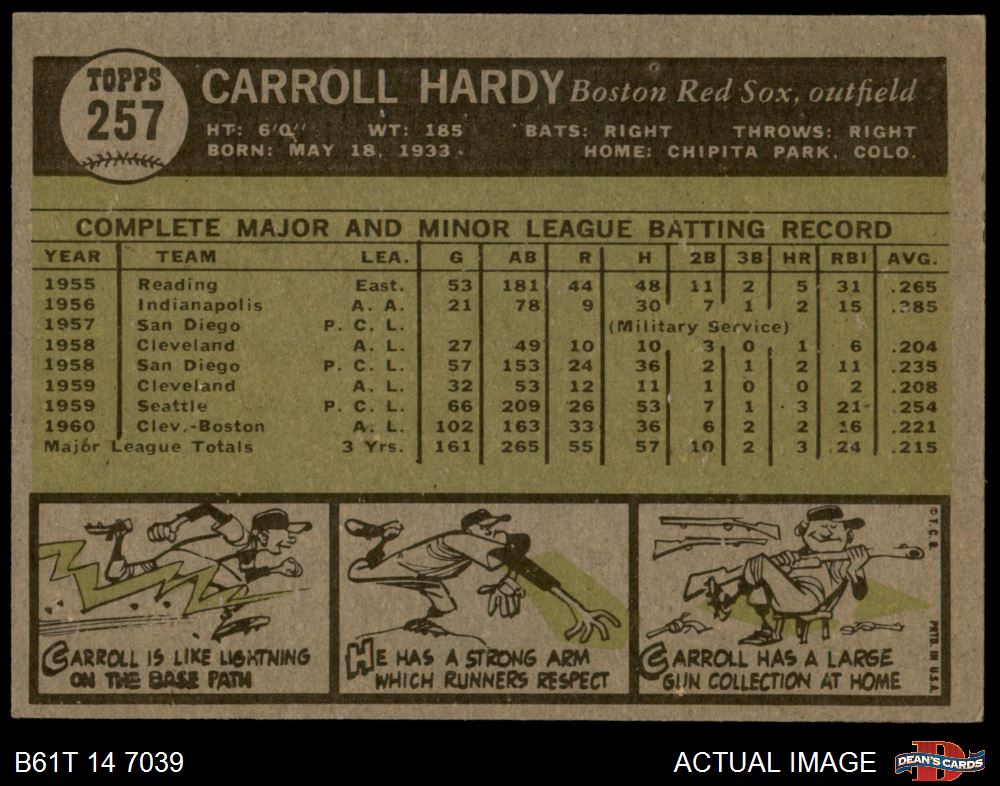 TOPPS
257
CARROLL HARDY Boston Red Sox, outfield
HT: 6'0" WT: 185 BATS: RIGHT THROWS: RIGHT
BORN: MAY 18, 1933 HOME: CHIPITA PARK, COLO.
COMPLETE MAJOR AND MINOR LEAGUE BATTING RECORD
YEAR TEAM LEA. G AB R H 2B 3B HR RBI AVG.
1955 Reading East. 53 181 44 48 11 2 5 31 .265
1956 Indianapolis A. A. 21 78 9 30 7 1 2 15 .385
1957 San Diego P. C. L. (Military Service)
1958 Cleveland A. L. 27 49 10 10 3 0 1 6 .204
1958 San Diego P. C. L. 57 153 24 36 2 1 2 11 .235
1959 Cleveland A. L. 32 53 12 11 1 0 0 2 .208
1959 Seattle P. C. L. 66 209 26 53 7 1 3 21 .254
1960 Clev.-Boston A. L. 102 163 33 36 6 2 2 16 .221
Major League Totals 3 Yrs. 161 265 55 57 10 2 3 24 .215
CARROLL IS LIKE LIGHTNING
ON THE BASE PATH
HE HAS A STRONG ARM
WHICH RUNNERS RESPECT
CARROLL HAS A LARGE
GUN COLLECTION AT HOME
© T. C. G.
PRTD. IN U.S.A.
B61T 14 7039
ACTUAL IMAGE
D
DEAN'S CARDS